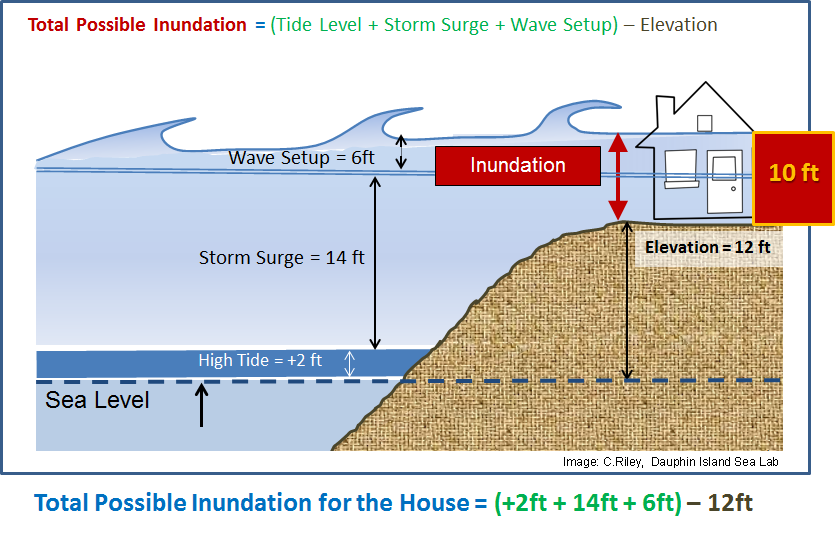 Total Possible Inundation = (Tide Level + Storm Surge + Wave Setup) – Elevation
Wave Setup = 6ft
Inundation
10 ft
Storm Surge = 14 ft
Elevation = 12 ft
High Tide = +2 ft
Sea Level
Image: C.Riley, Dauphin Island Sea Lab
Total Possible Inundation for the House = (+2ft + 14ft + 6ft) – 12ft